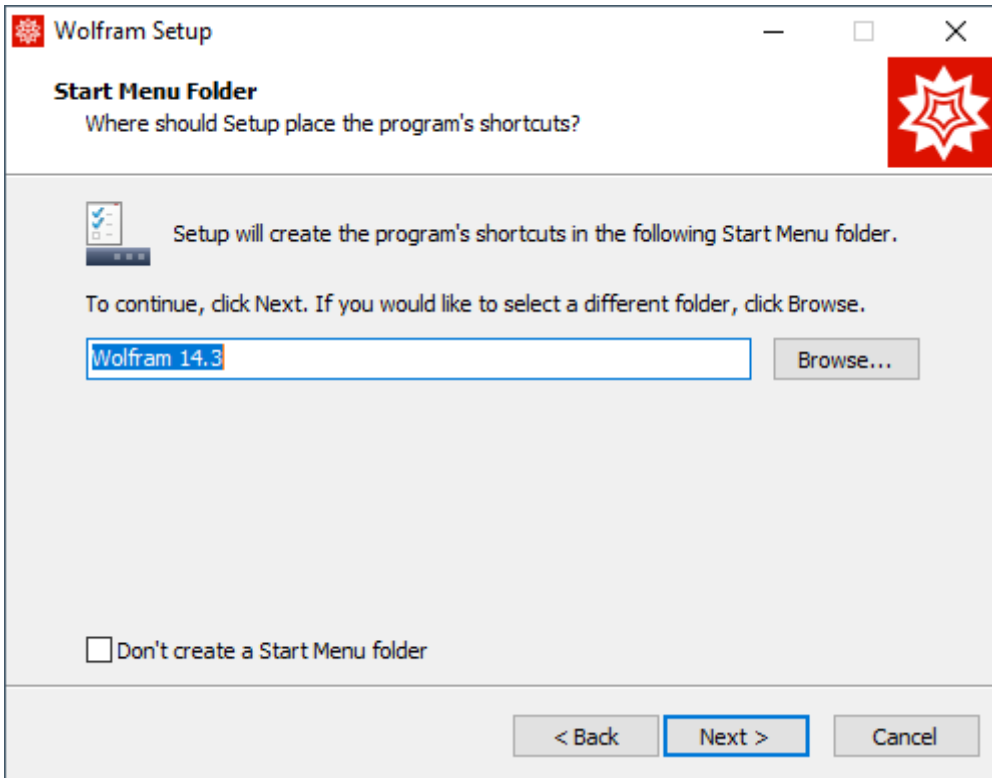 Wolfram Setup
Start Menu Folder
Where should Setup place the program's shortcuts?
Setup will create the program's shortcuts in the following Start Menu folder.
To continue, click Next. If you would like to select a different folder, click Browse.
Wolfram 14.3
Browse...
Don't create a Start Menu folder
< Back
Next >
Cancel